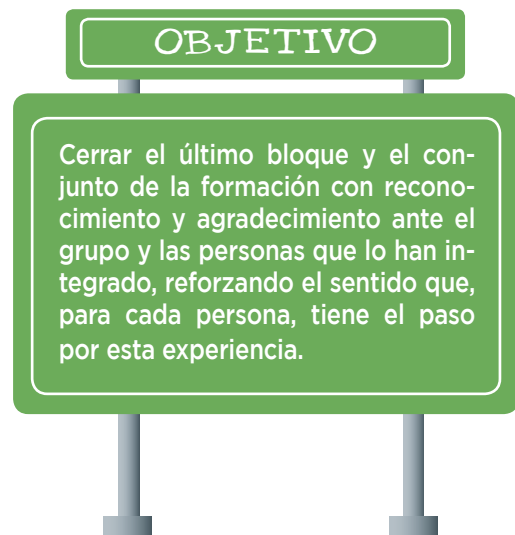 OBJETIVO
Cerrar el último bloque y el con-
junto de la formación con recono-
cimiento y agradecimiento ante el
grupo y las personas que lo han in-
tegrado, reforzando el sentido que,
para cada persona, tiene el paso
por esta experiencia.